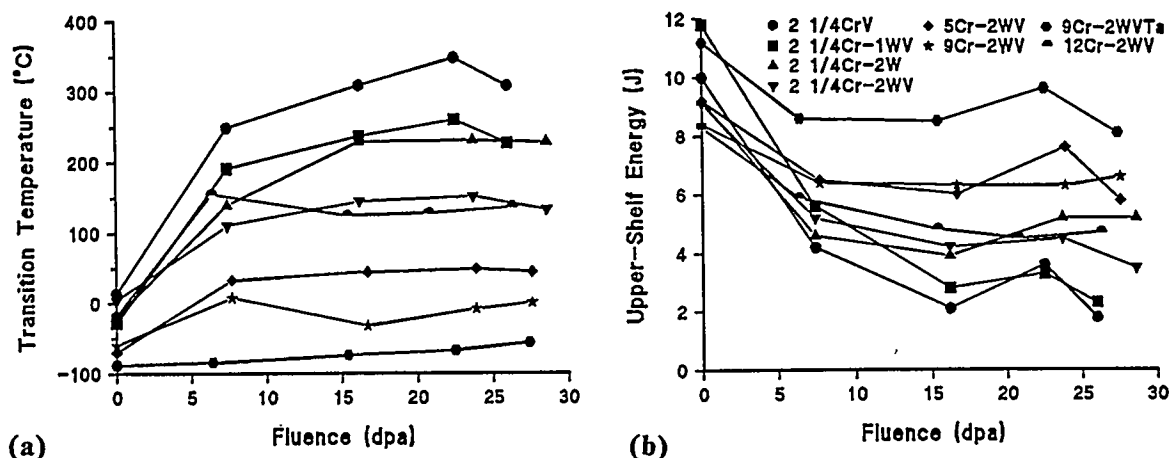 400
300
200
100
0
-100
Transition Temperature (°C)
0 5 10 15 20 25 30
Fluence (dpa)
(a)
12
10
8
6
4
2
0
Upper-Shelf Energy (J)
2 1/4CrV
2 1/4Cr-1WV
2 1/4Cr-2W
2 1/4Cr-2WV
5Cr-2WV
9Cr-2WV
9Cr-2WVTa
12Cr-2WV
0 5 10 15 20 25 30
Fluence (dpa)
(b)